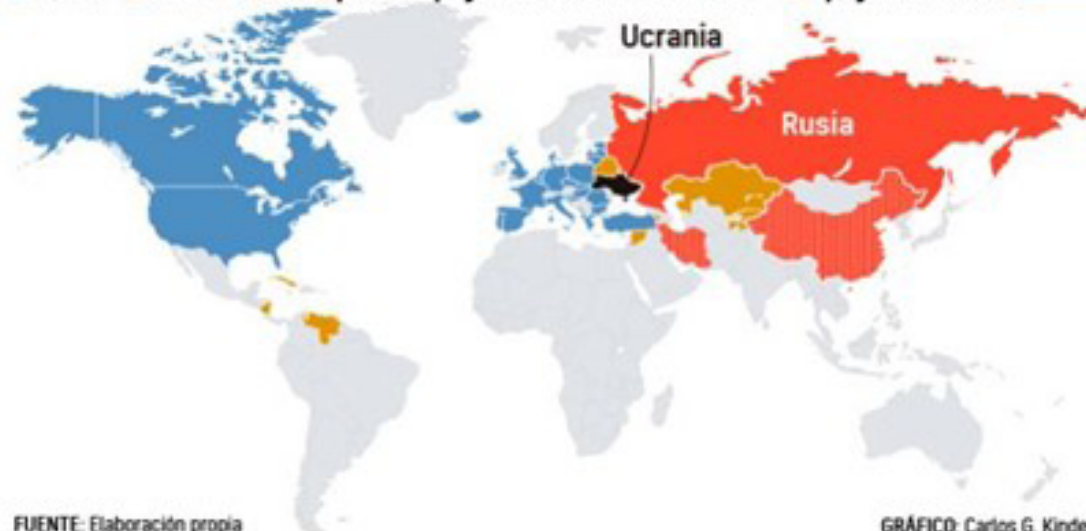 Ucrania
Rusia
FUENTE: Elaboración propia
GRÁFICO: Carlos G. Kinde